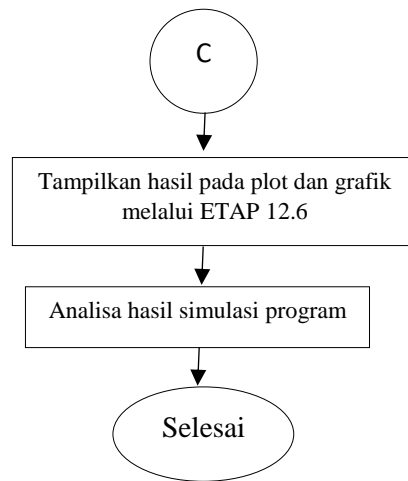 C
Tampilkan hasil pada plot dan grafik
melalui ETAP 12.6
Analisa hasil simulasi program
Selesai